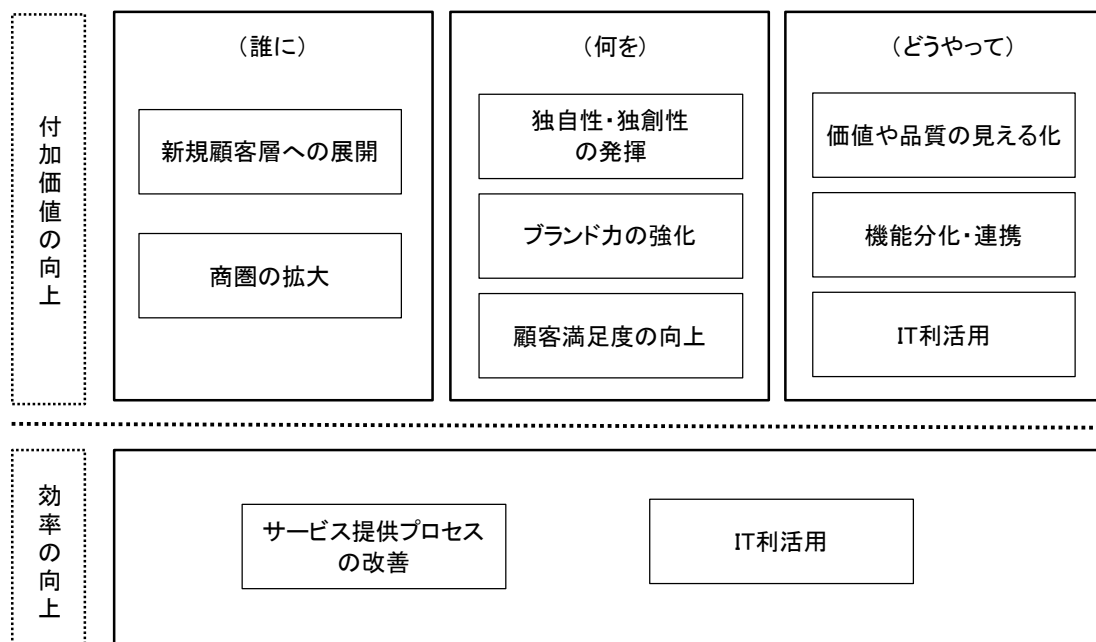 付加価値の向上
（誰に）
新規顧客層への展開
商圏の拡大
（何を）
独自性・独創性
の発揮
ブランド力の強化
顧客満足度の向上
（どうやって）
価値や品質の見える化
機能分化・連携
IT利活用
効率の向上
サービス提供プロセス
の改善
IT利活用